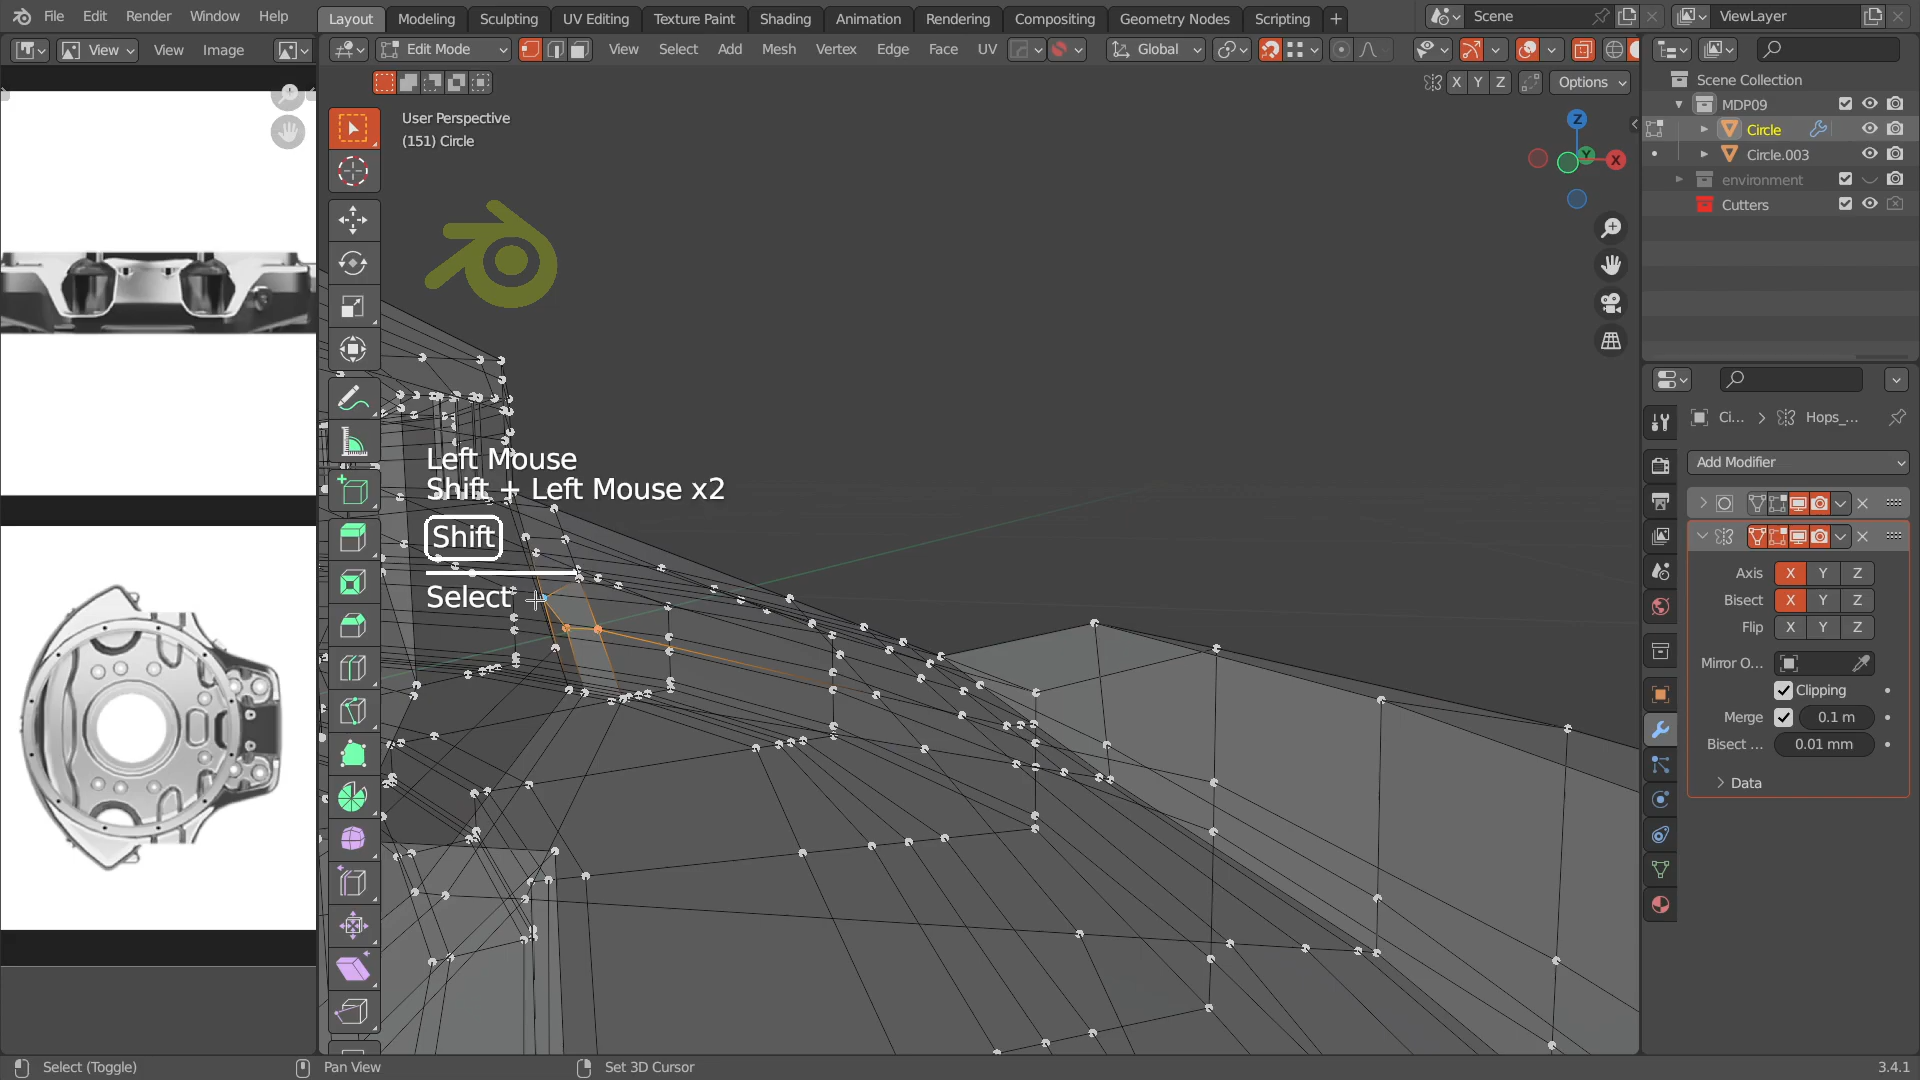 File Edit Render Window Help
Layout Modeling Sculpting UV Editing Texture Paint Shading Animation Rendering Compositing Geometry Nodes Scripting +
Scene
ViewLayer
View View Image
Edit Mode View Select Add Mesh Vertex Edge Face UV Global
X Y Z Options
User Perspective
(151) Circle
Z
Y
X
Left Mouse
Shift + Left Mouse x2
Shift
Select
Scene Collection
MDP09
Circle
Circle.003
environment
Cutters
Ci... Hops_...
Add Modifier
Axis X Y Z
Bisect X Y Z
Flip X Y Z
Mirror O...
Clipping
Merge 0.1 m
Bisect ... 0.01 mm
Data
Select (Toggle) Pan View Set 3D Cursor 3.4.1